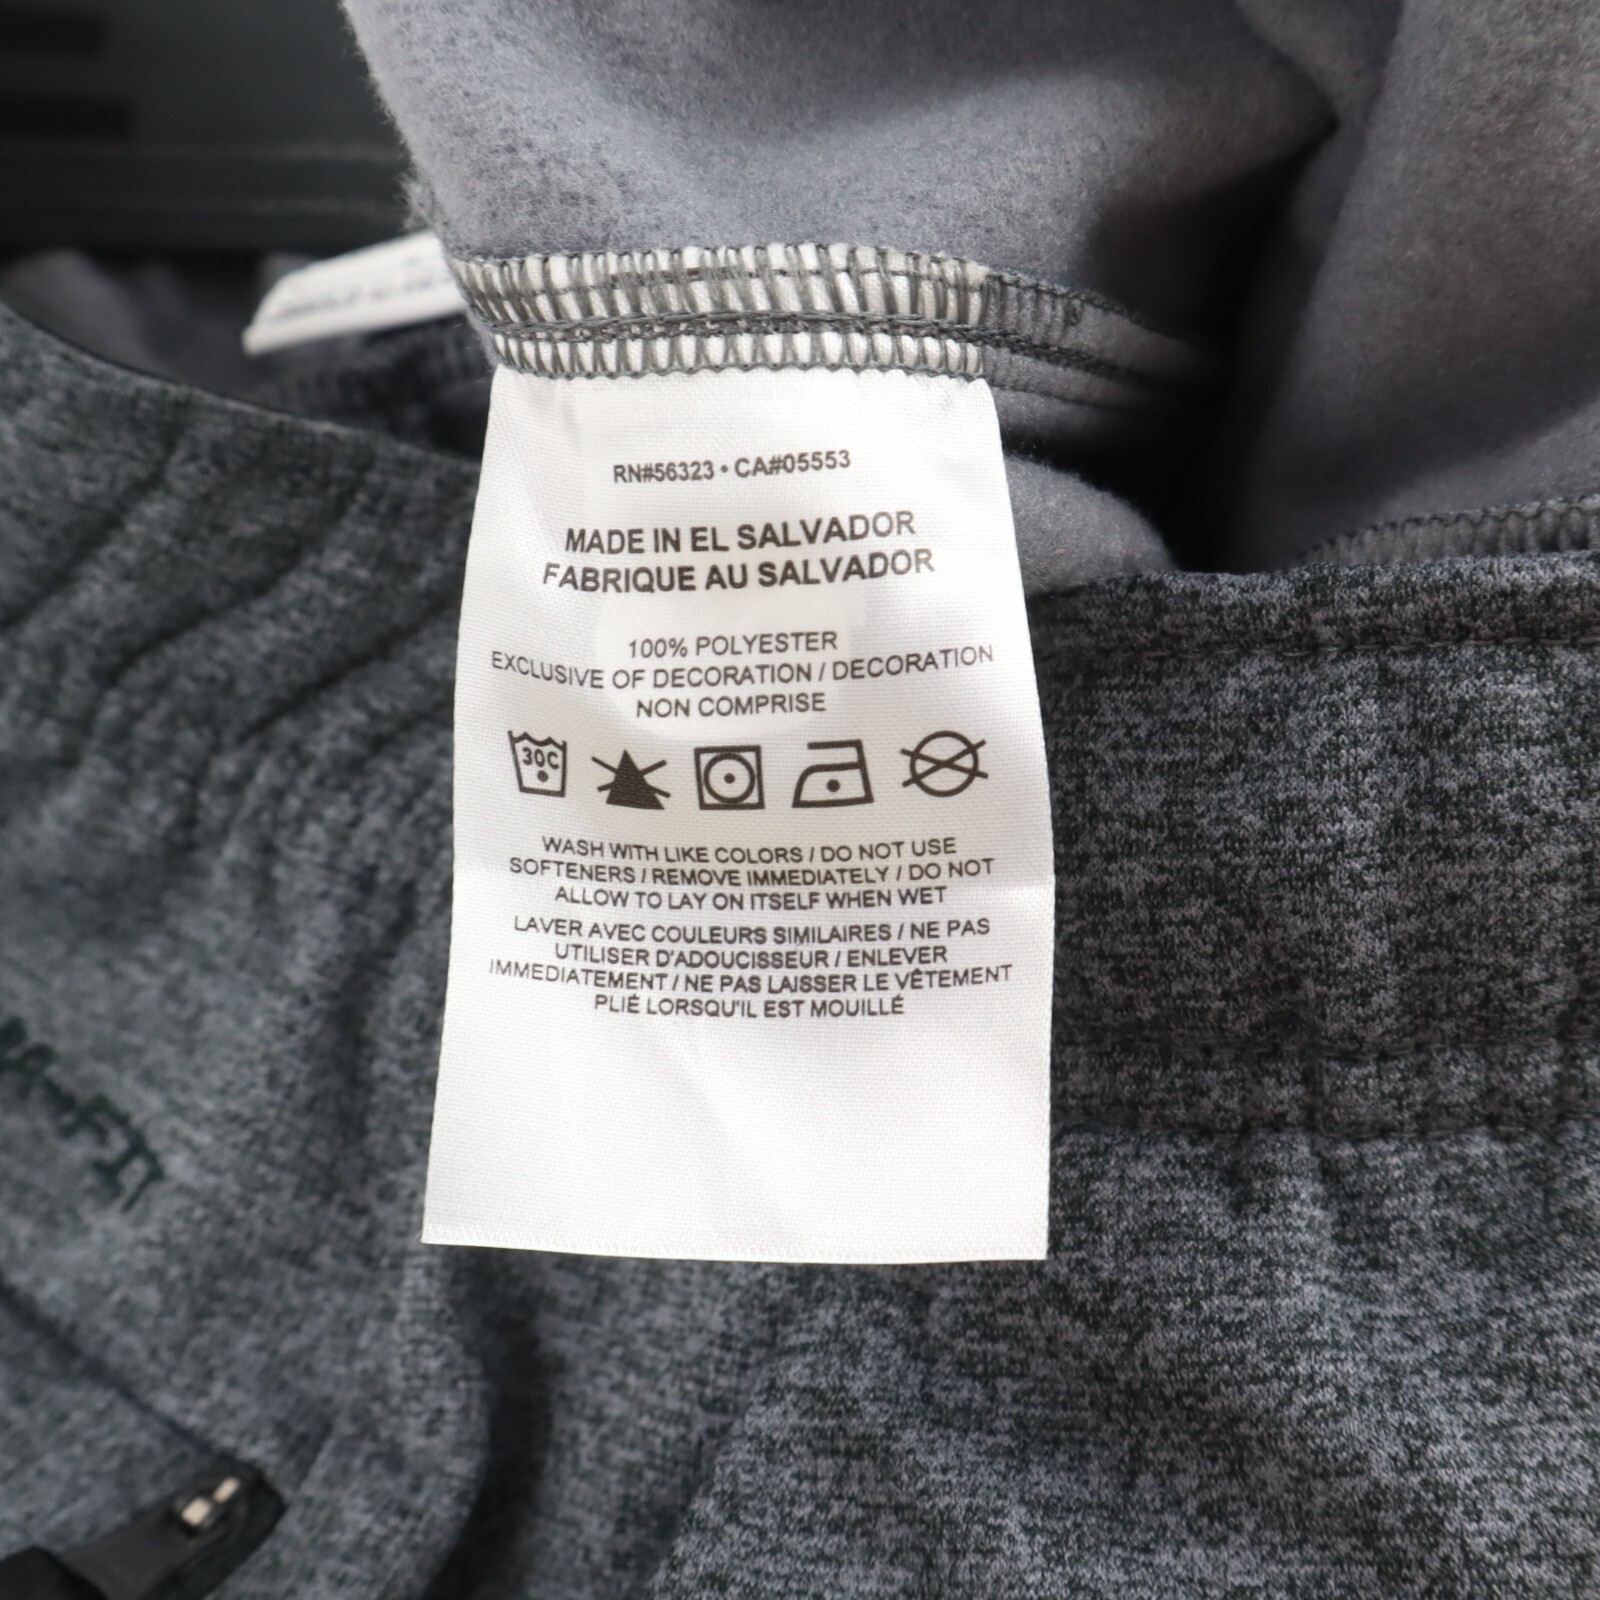 RN#56323 • CA#05553
MADE IN EL SALVADOR
FABRIQUE AU SALVADOR
100% POLYESTER
EXCLUSIVE OF DECORATION / DECORATION
NON COMPRISE
30C
WASH WITH LIKE COLORS / DO NOT USE
SOFTENERS / REMOVE IMMEDIATELY / DO NOT
ALLOW TO LAY ON ITSELF WHEN WET
LAVER AVEC COULEURS SIMILAIRES / NE PAS
UTILISER D'ADOUCISSEUR / ENLEVER
IMMEDIATEMENT / NE PAS LAISSER LE VÊTEMENT
PLIÉ LORSQU'IL EST MOUILLÉ